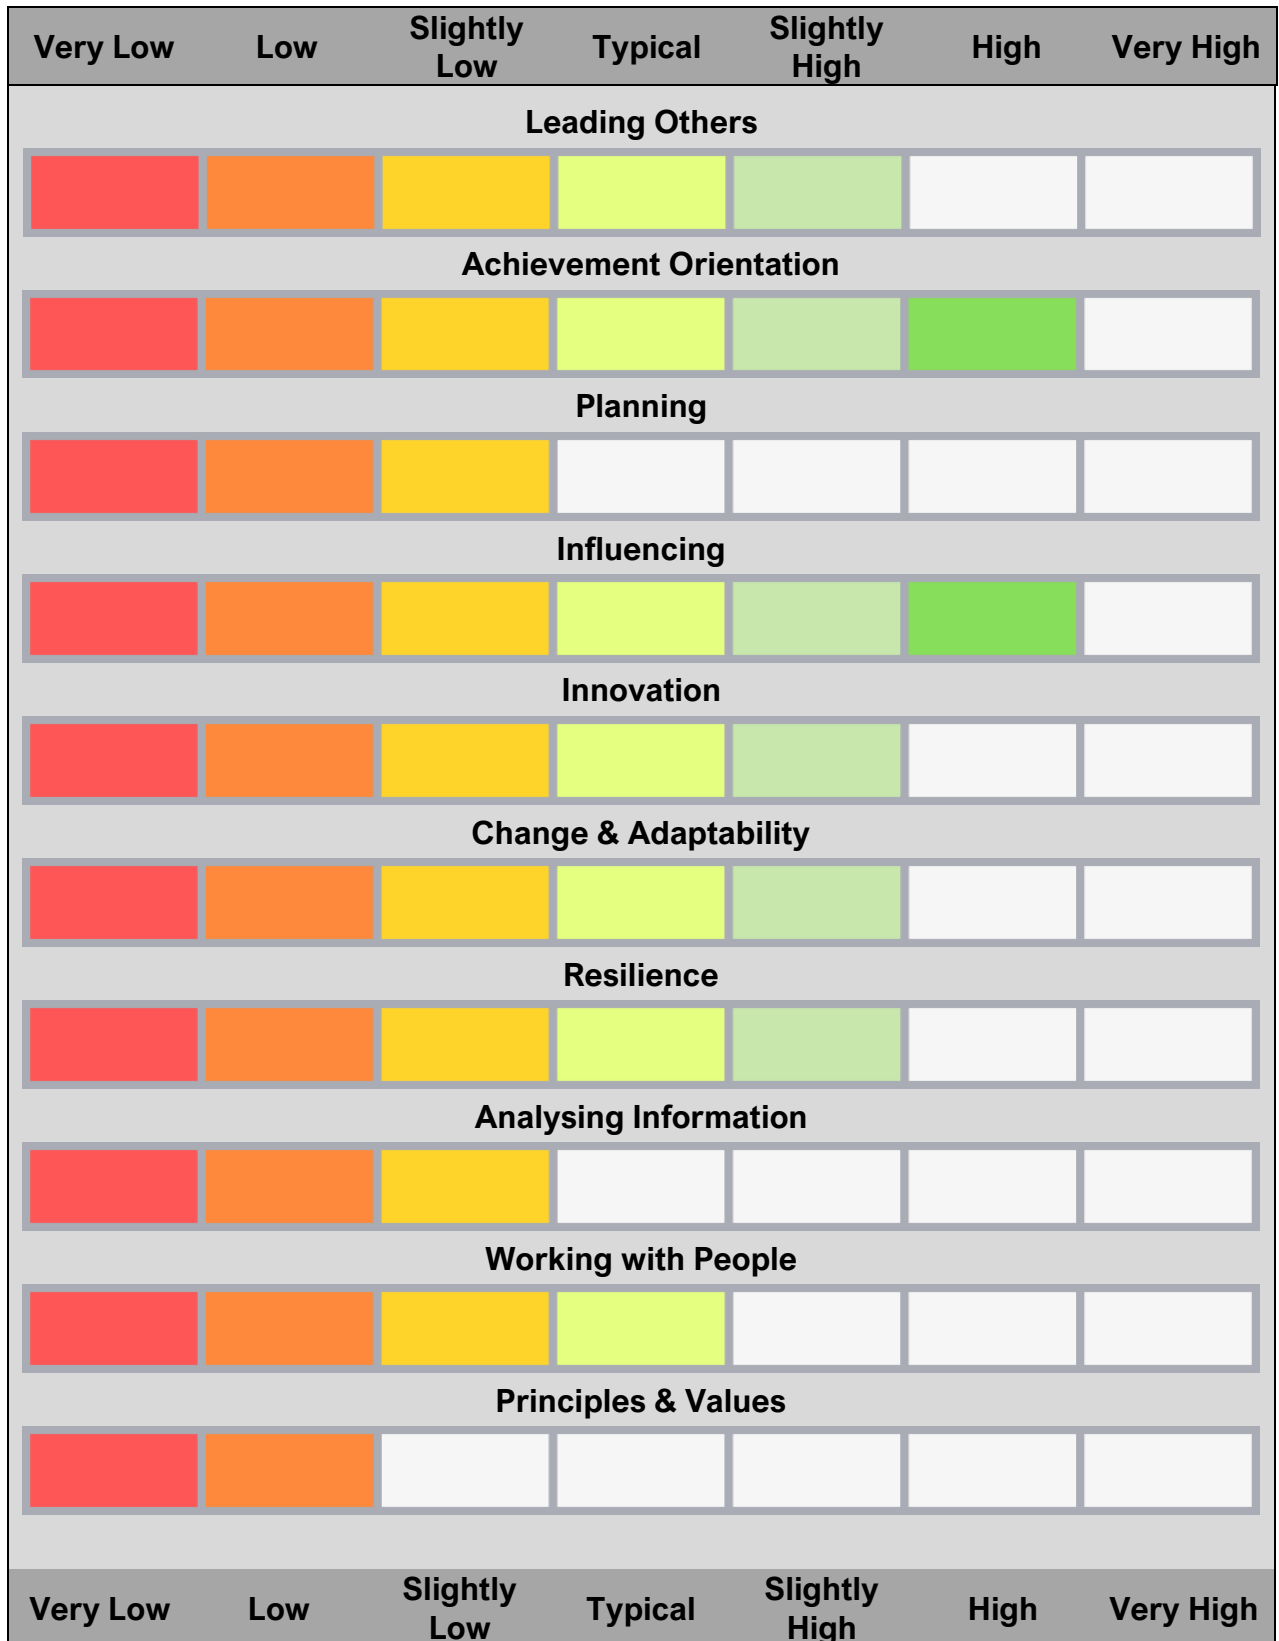 Very Low Low Slightly Low Typical Slightly High High Very High
Leading Others
Achievement Orientation
Planning
Influencing
Innovation
Change & Adaptability
Resilience
Analysing Information
Working with People
Principles & Values
Very Low Low Slightly Low Typical Slightly High High Very High